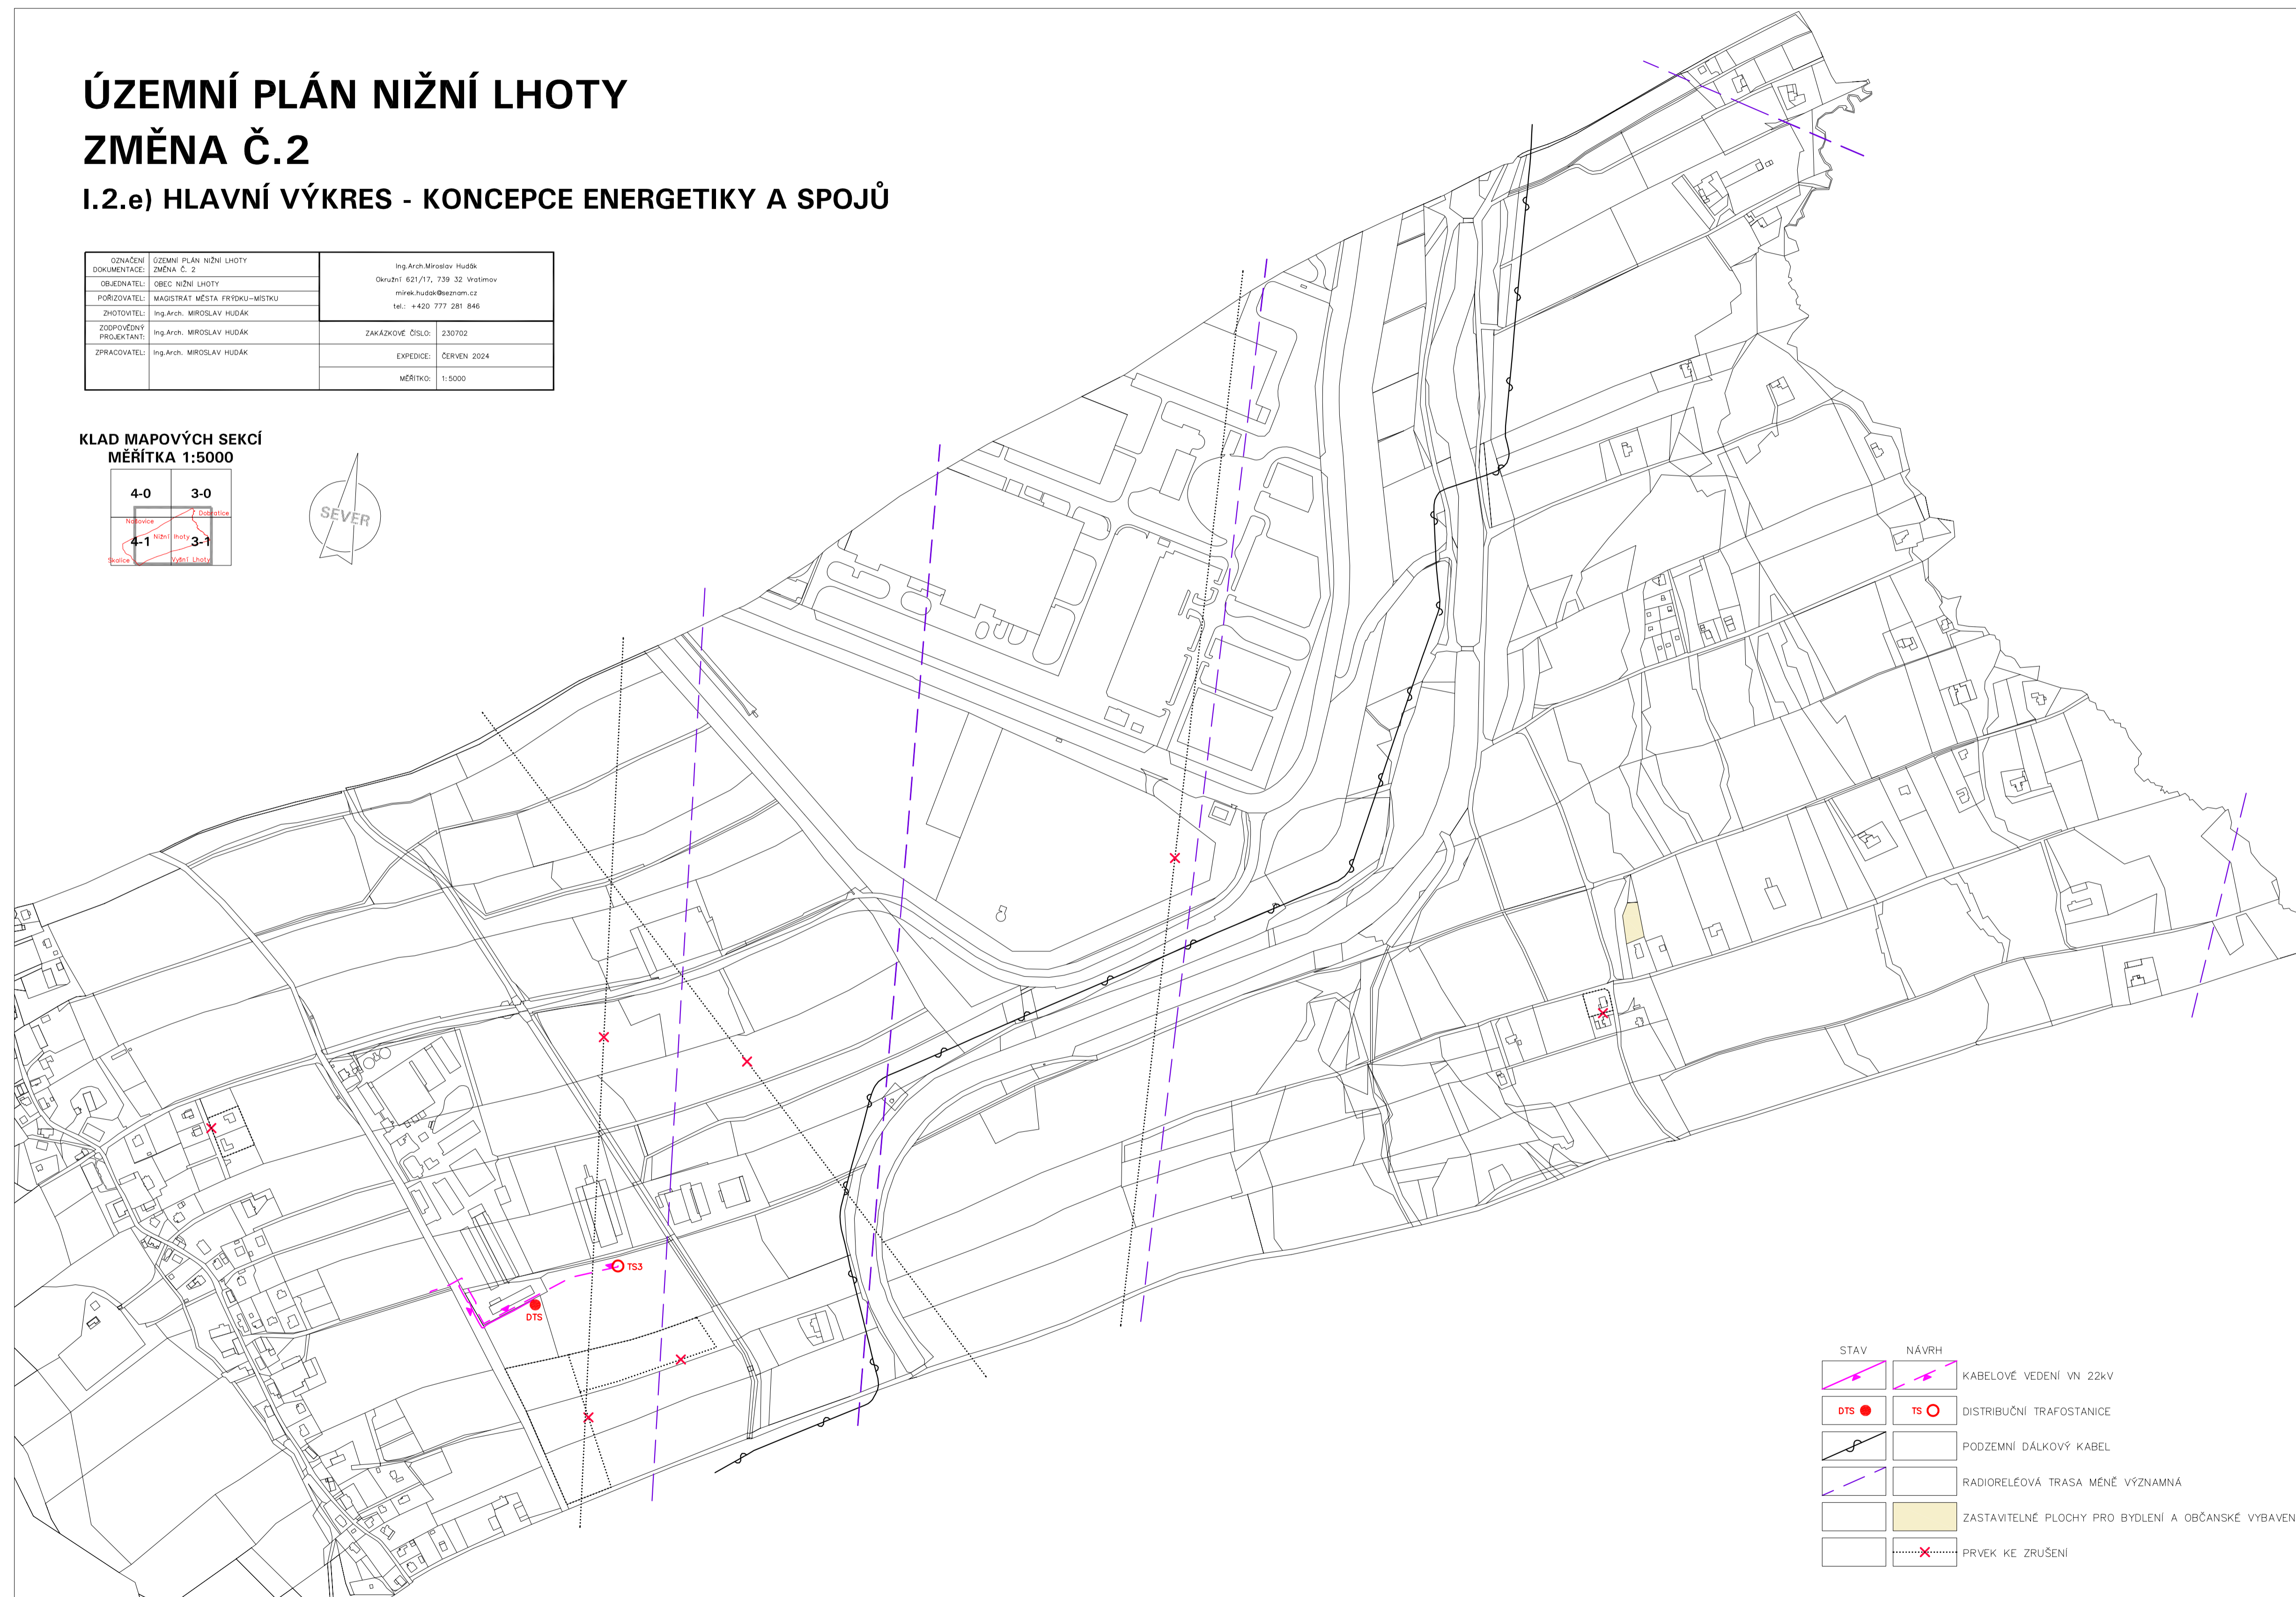 ÚZEMNÍ PLÁN NIŽNÍ LHOTY
ZMĚNA Č.2
I.2.e) HLAVNÍ VÝKRES - KONCEPCE ENERGETIKY A SPOJŮ
OZNAČENÍ DOKUMENTACE:
ÚZEMNÍ PLÁN NIŽNÍ LHOTY
ZMĚNA Č. 2
OBJEDNATEL: OBEC NIŽNÍ LHOTY
POŘIZOVATEL: MAGISTRÁT MĚSTA FRÝDKU-MÍSTKU
ZHOTOVITEL: Ing.Arch. MIROSLAV HUDÁK
ZODPOVĚDNÝ PROJEKTANT: Ing.Arch. MIROSLAV HUDÁK
ZPRACOVATEL: Ing.Arch. MIROSLAV HUDÁK
Ing.Arch.Miroslav Hudák
Okružní 621/17, 739 32 Vratimov
mirek.hudak@seznam.cz
tel.: +420 777 281 846
ZAKÁZKOVÉ ČÍSLO: 230702
EXPEDICE: ČERVEN 2024
MĚŘÍTKO: 1:5000
KLAD MAPOVÝCH SEKCÍ
MĚŘÍTKA 1:5000
4-0 3-0
Dobratice
Nošovice
4-1 Nižní lhoty 3-1
Skalice Vyšní Lhoty
SEVER
TS3
DTS
STAV NÁVRH
KABELOVÉ VEDENÍ VN 22kV
DTS TS DISTRIBUČNÍ TRAFOSTANICE
PODZEMNÍ DÁLKOVÝ KABEL
RADIORELÉOVÁ TRASA MÉNĚ VÝZNAMNÁ
ZASTAVITELNÉ PLOCHY PRO BYDLENÍ A OBČANSKÉ VYBAVEN
PRVEK KE ZRUŠENÍ